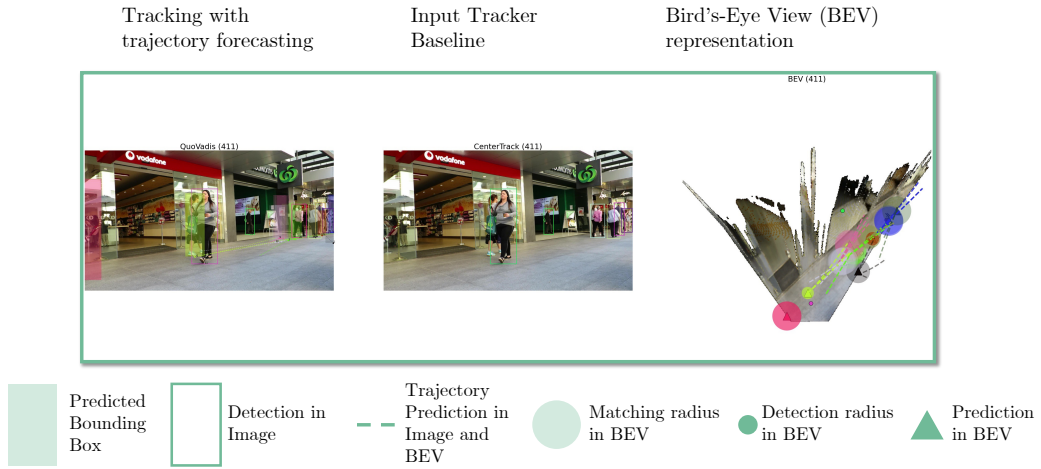 Tracking with
trajectory forecasting
Input Tracker
Baseline
Bird's-Eye View (BEV)
representation
BEV (411)
QuoVadis (411)
CenterTrack (411)
vodafone
vodafone
Predicted
Bounding
Box
Detection in
Image
Trajectory
Prediction in
Image and
BEV
Matching radius
in BEV
Detection radius
in BEV
Prediction
in BEV